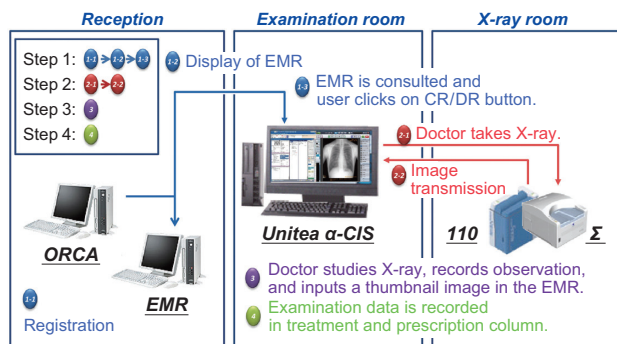 Reception
Examination room
X-ray room
Step 1: 1-1 1-2 1-3
Step 2: 2-1 2-2
Step 3: 3
Step 4: 4
1-2 Display of EMR
1-3 EMR is consulted and
user clicks on CR/DR button.
2-1 Doctor takes X-ray.
2-2 Image
transmission
ORCA
EMR
Unitea α-CIS
110
Σ
1-1
Registration
3 Doctor studies X-ray, records observation,
and inputs a thumbnail image in the EMR.
4 Examination data is recorded
in treatment and prescription column.